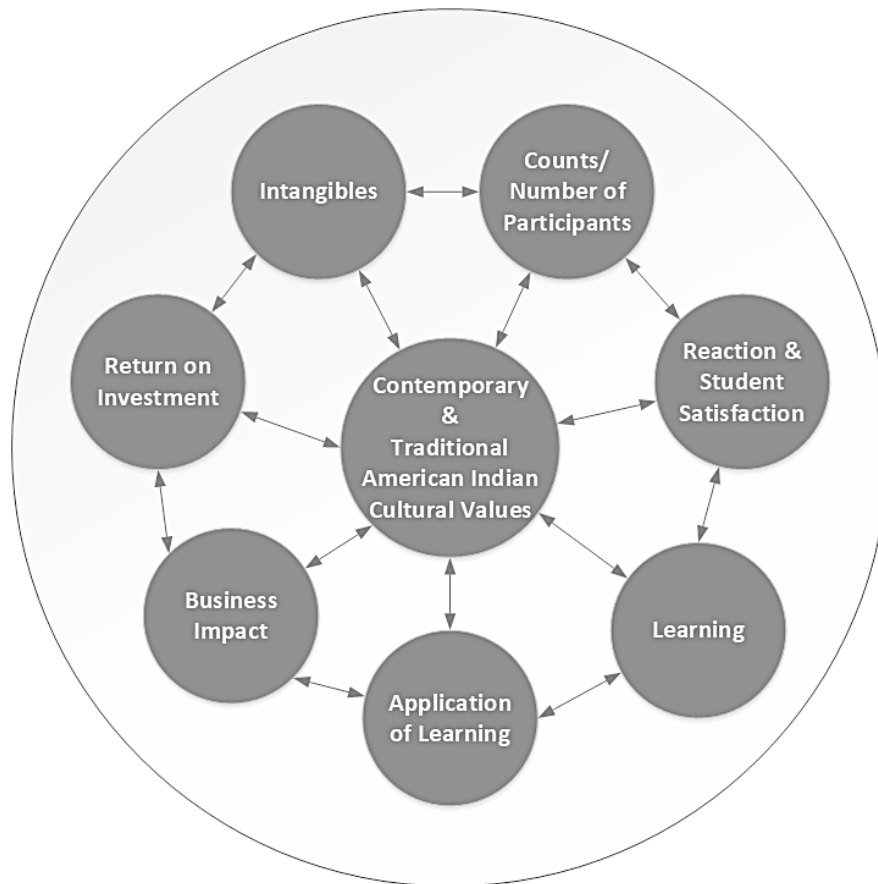 Intangibles
Counts/
Number of
Participants
Reaction &
Student
Satisfaction
Learning
Application
of Learning
Business
Impact
Return on
Investment
Contemporary
&
Traditional
American Indian
Cultural Values